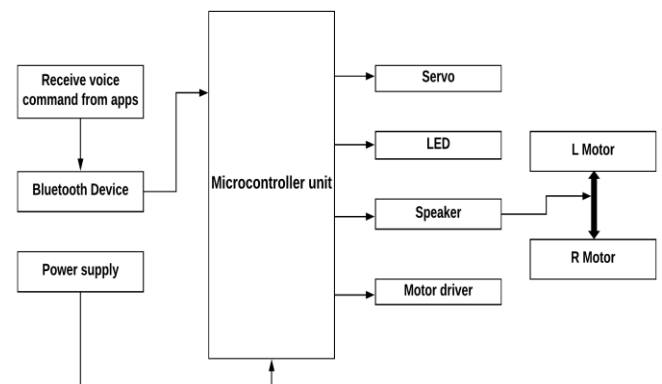 Receive voice
command from apps
Bluetooth Device
Power supply
Microcontroller unit
Servo
LED
Speaker
Motor driver
L Motor
R Motor